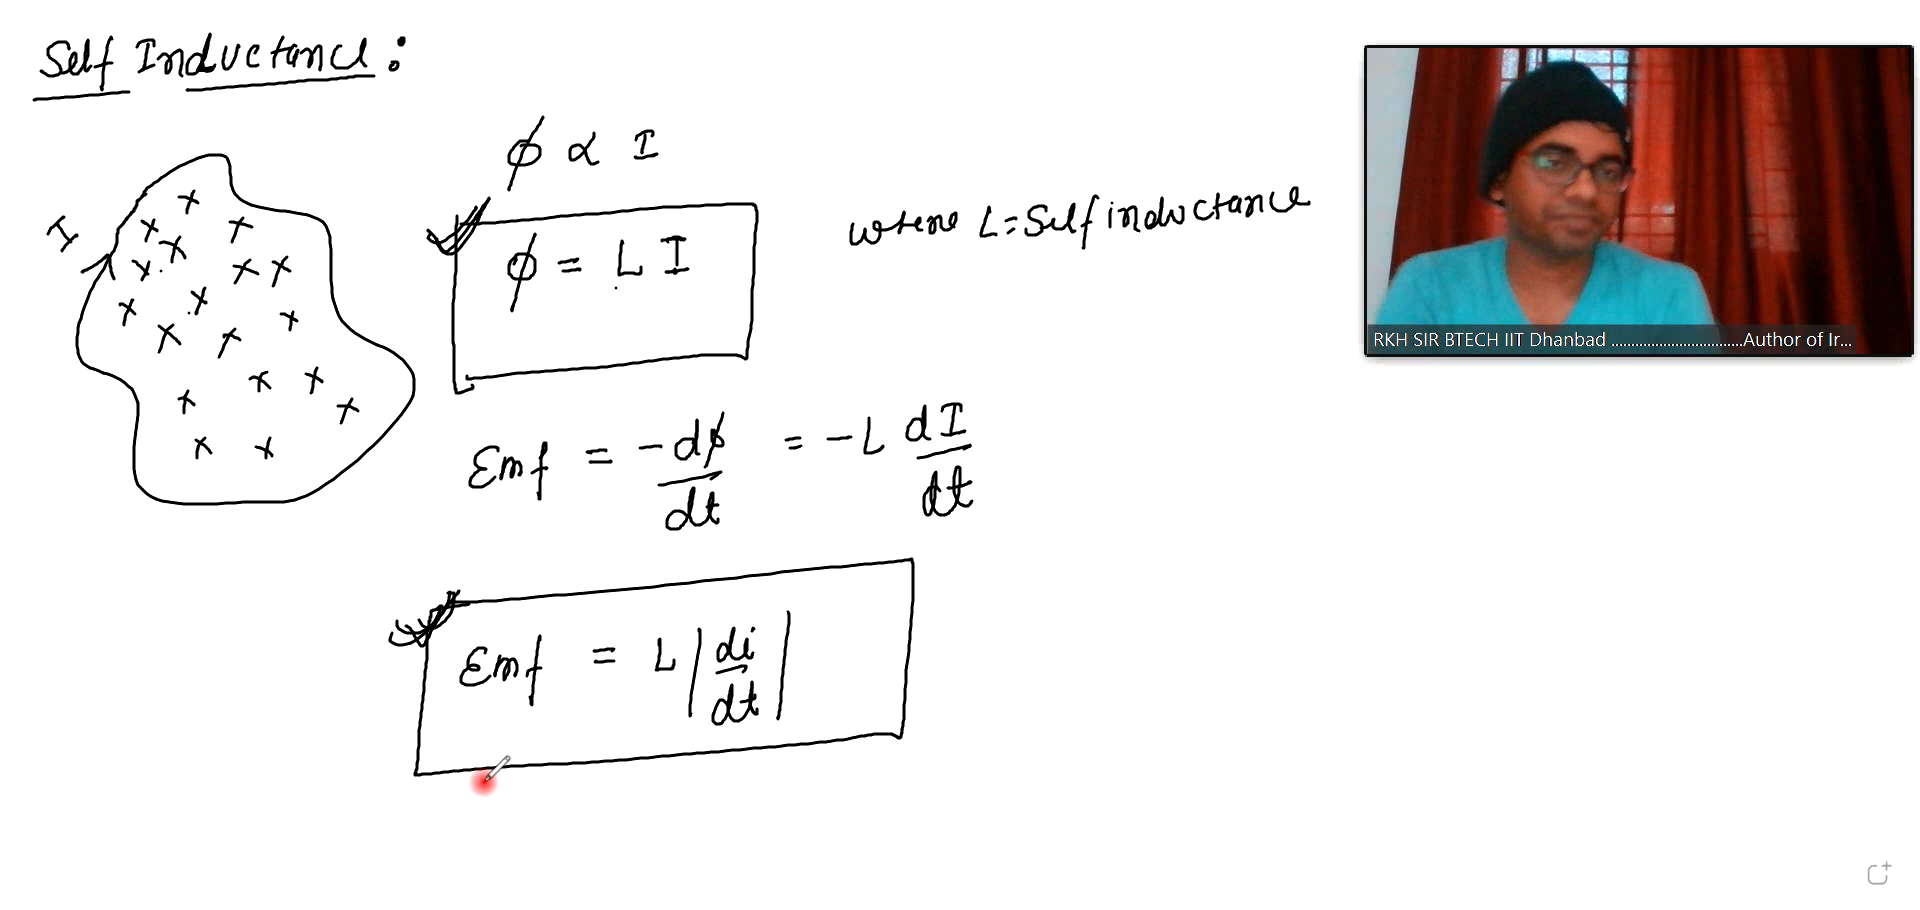 Self Inductance :
I
ϕ ∝ I
ϕ = L I
where L = Self inductance
Emf = -dϕ/dt = -L dI/dt
Emf = L |di/dt|
RKH SIR BTECH IIT Dhanbad ..................................Author of Ir...